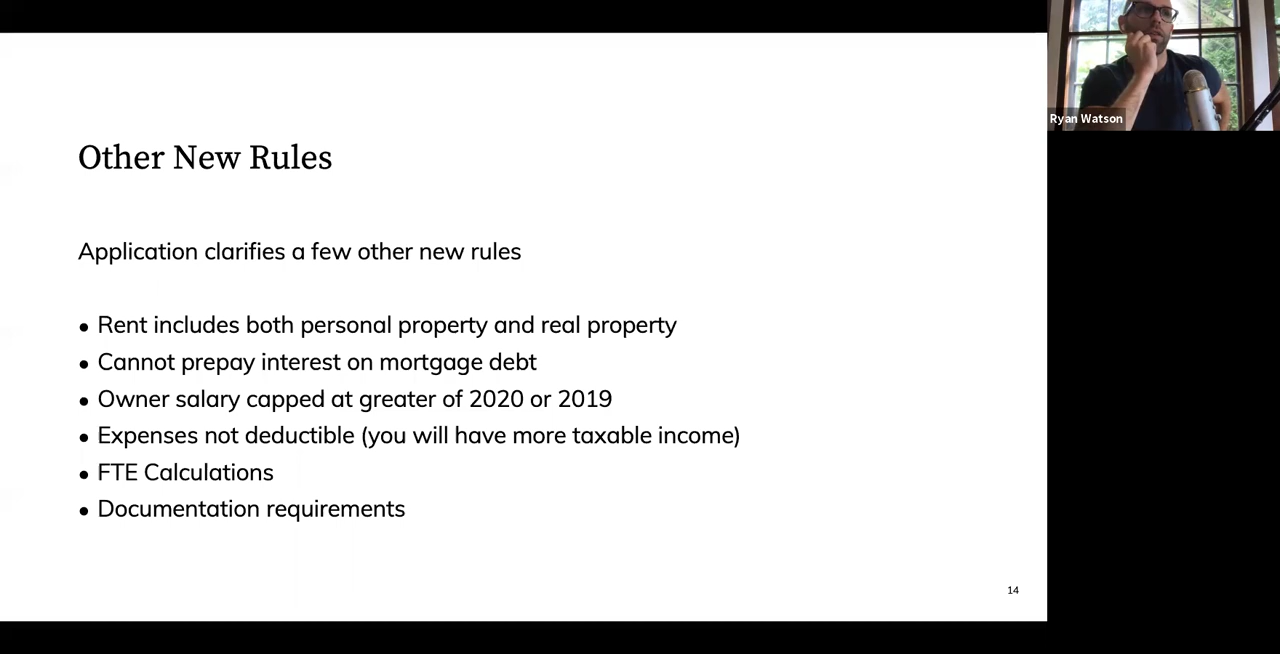 Other New Rules
Application clarifies a few other new rules
• Rent includes both personal property and real property
• Cannot prepay interest on mortgage debt
• Owner salary capped at greater of 2020 or 2019
• Expenses not deductible (you will have more taxable income)
• FTE Calculations
• Documentation requirements
14
Ryan Watson